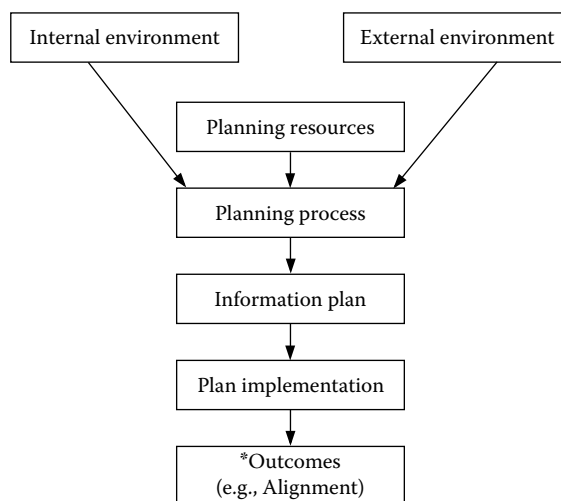 Internal environment
External environment
Planning resources
Planning process
Information plan
Plan implementation
*Outcomes
(e.g., Alignment)